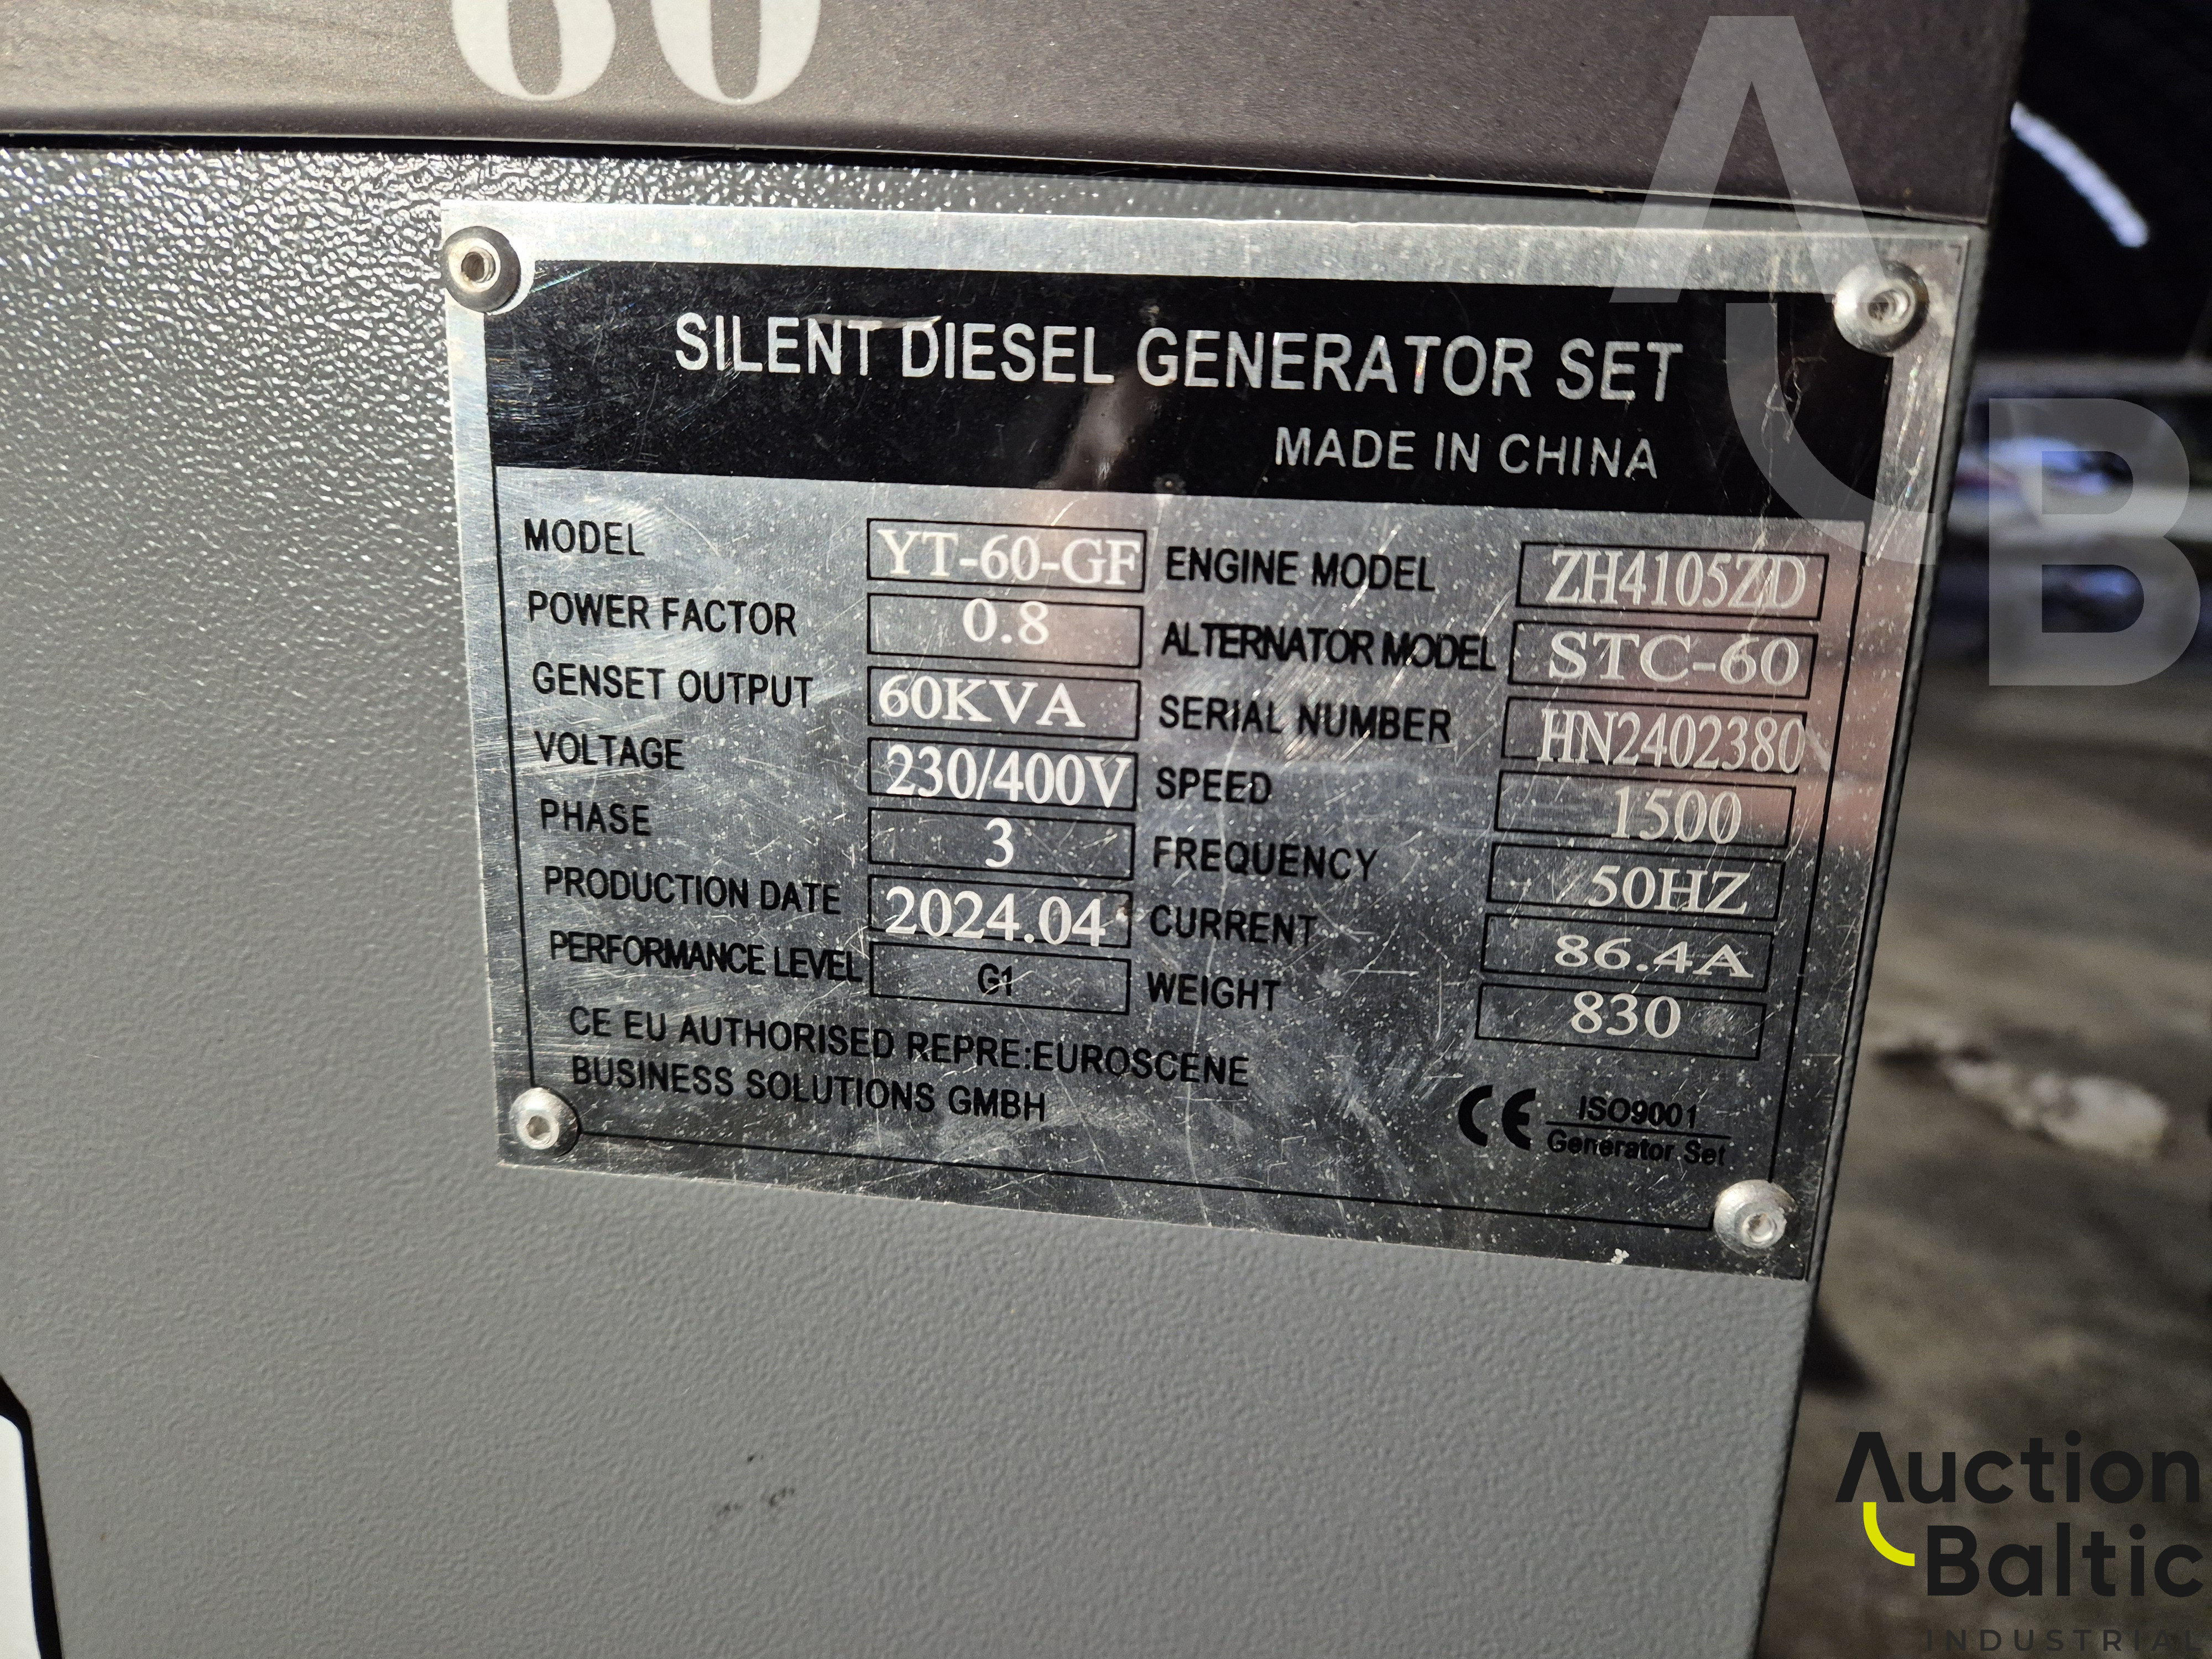 60
SILENT DIESEL GENERATOR SET
MADE IN CHINA
MODEL YT-60-GF ENGINE MODEL ZH4105ZD
POWER FACTOR 0.8 ALTERNATOR MODEL STC-60
GENSET OUTPUT 60KVA SERIAL NUMBER HN2402380
VOLTAGE 230/400V SPEED 1500
PHASE 3 FREQUENCY 50HZ
PRODUCTION DATE 2024.04 CURRENT 86.4A
PERFORMANCE LEVEL G1 WEIGHT 830
CE EU AUTHORISED REPRE:EUROSCENE
BUSINESS SOLUTIONS GMBH
CE ISO9001
Generator Set
AB
Auction
Baltic
INDUSTRIAL